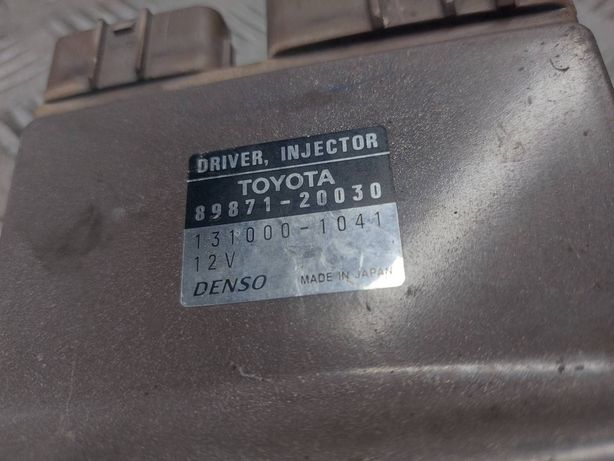 DRIVER, INJECTOR
TOYOTA
89871-20030
131000-1041
12V
DENSO MADE IN JAPAN